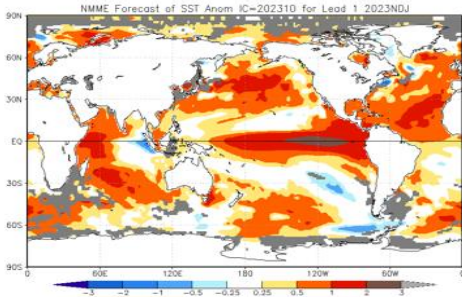 NMME Forecast of SST Anom IC=202310 for Lead 1 2023NDJ
90N
60N
30N
EQ
30S
60S
90S
0 60E 120E 180 120W 60W 0
-3 -2 -1 -0.5 -0.25 0.25 0.5 1 2 3